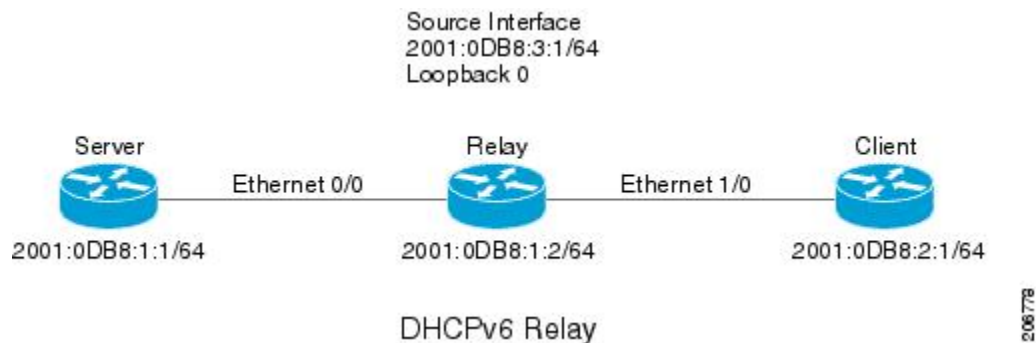 Source Interface
2001:0DB8:3:1/64
Loopback 0
Server
Relay
Client
Ethernet 0/0
Ethernet 1/0
2001:0DB8:1:1/64
2001:0DB8:1:2/64
2001:0DB8:2:1/64
DHCPv6 Relay
206779